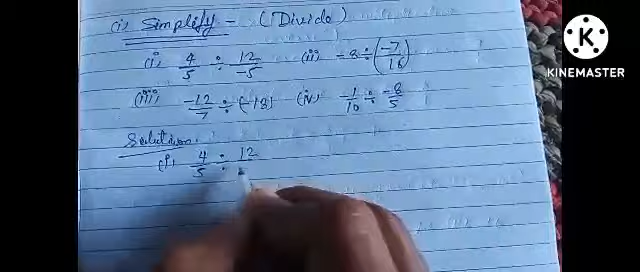 (i) Simplify - (Divide)
(i) 4/5 ÷ 12/-5 (ii) -8 ÷ (-7/16)
(iii) -12/7 ÷ (-18) (iv) -1/10 ÷ -8/5
Solution:
(i) 4/5 ÷ 12
KINEMASTER